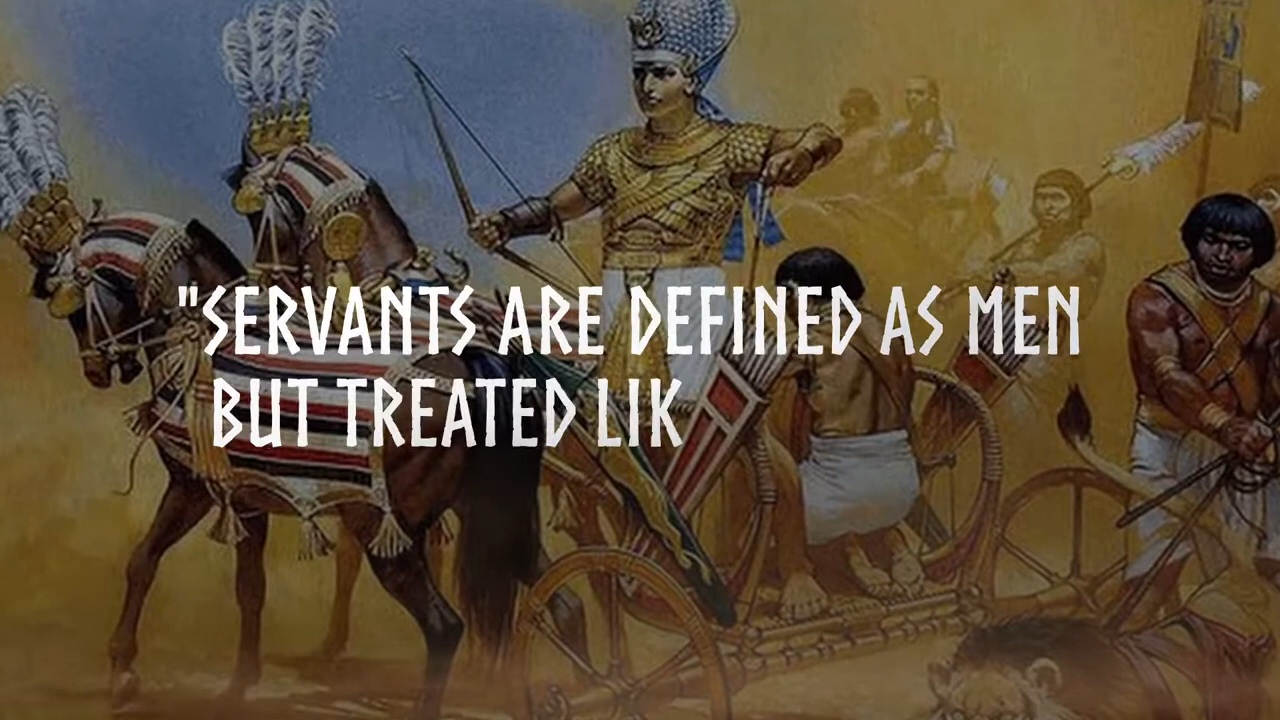 "SERVANTS ARE DEFINED AS MEN
BUT TREATED LIK